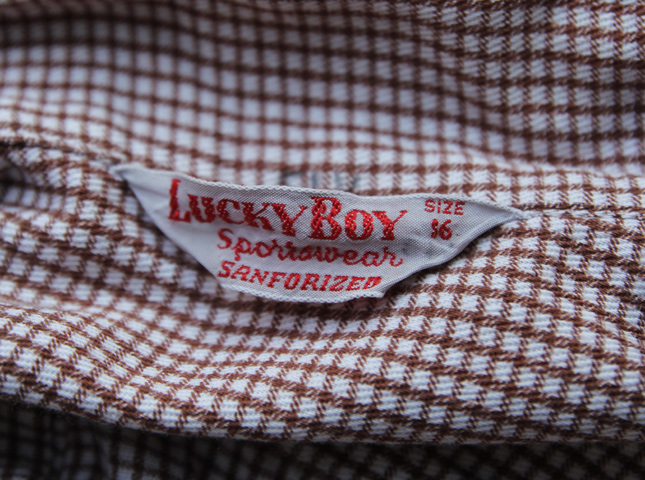 LUCKY BOY
SIZE
16
Sportswear
SANFORIZED